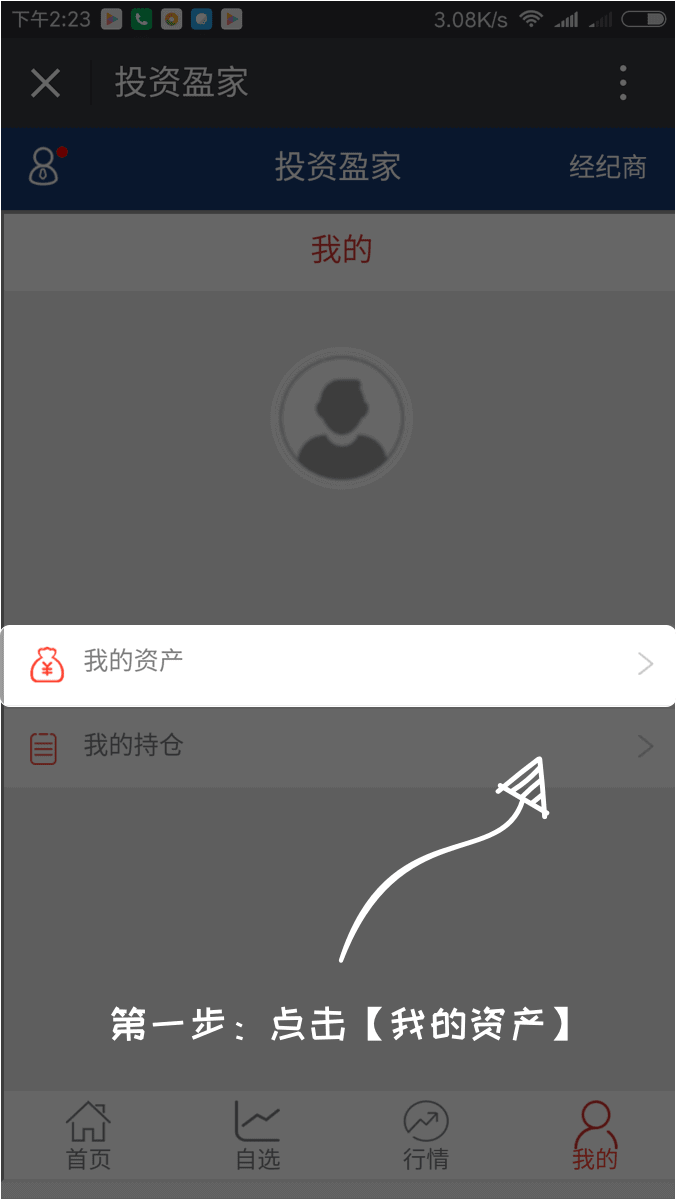 下午2:23 3.08K/s
投资盈家
投资盈家 经纪商
我的
我的资产
我的持仓
第一步：点击【我的资产】
首页 自选 行情 我的